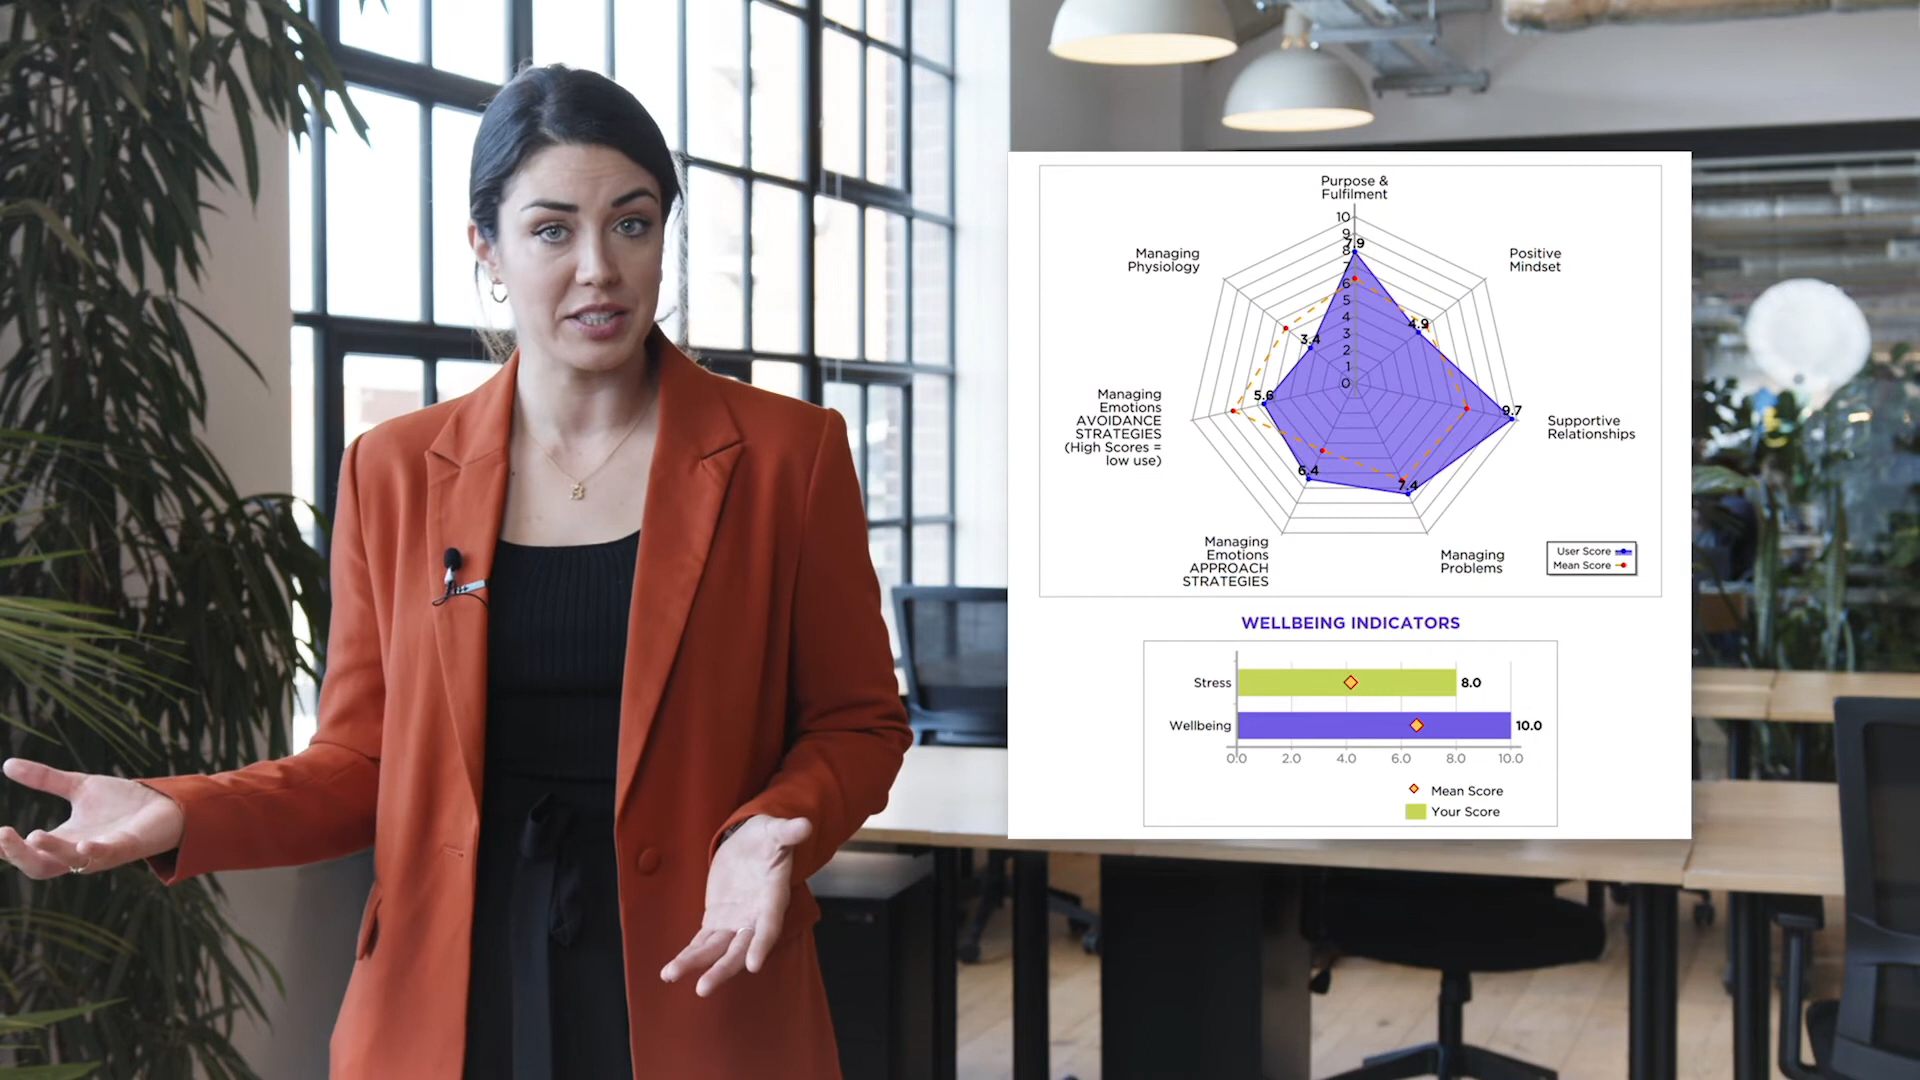 Purpose &
Fulfilment
10
9
7.9
8
7
6
5
4
3
2
1
0
Managing
Physiology
Positive
Mindset
3.4
4.9
Managing
Emotions
AVOIDANCE
STRATEGIES
(High Scores =
low use)
5.6
9.7
Supportive
Relationships
6.4
7.4
Managing
Emotions
APPROACH
STRATEGIES
Managing
Problems
User Score
Mean Score
WELLBEING INDICATORS
Stress 8.0
Wellbeing 10.0
0.0 2.0 4.0 6.0 8.0 10.0
Mean Score
Your Score